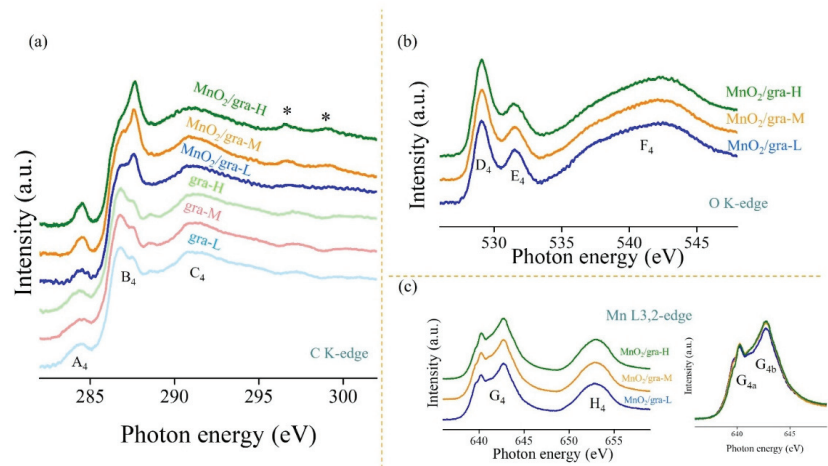 (a)
MnO₂/gra-H
*
*
MnO₂/gra-M
MnO₂/gra-L
gra-H
gra-M
gra-L
A₄
B₄
C₄
C K-edge
Intensity (a.u.)
285 290 295 300
Photon energy (eV)
(b)
MnO₂/gra-H
MnO₂/gra-M
MnO₂/gra-L
D₄
E₄
F₄
O K-edge
Intensity (a.u.)
530 535 540 545
Photon energy (eV)
(c)
Mn L3,2-edge
MnO₂/gra-H
MnO₂/gra-M
MnO₂/gra-L
G₄
H₄
Intensity (a.u.)
640 645 650 655
Photon energy (eV)
G₄ₐ
G₄b
Intensity (a.u.)
640 645
Photon energy (eV)